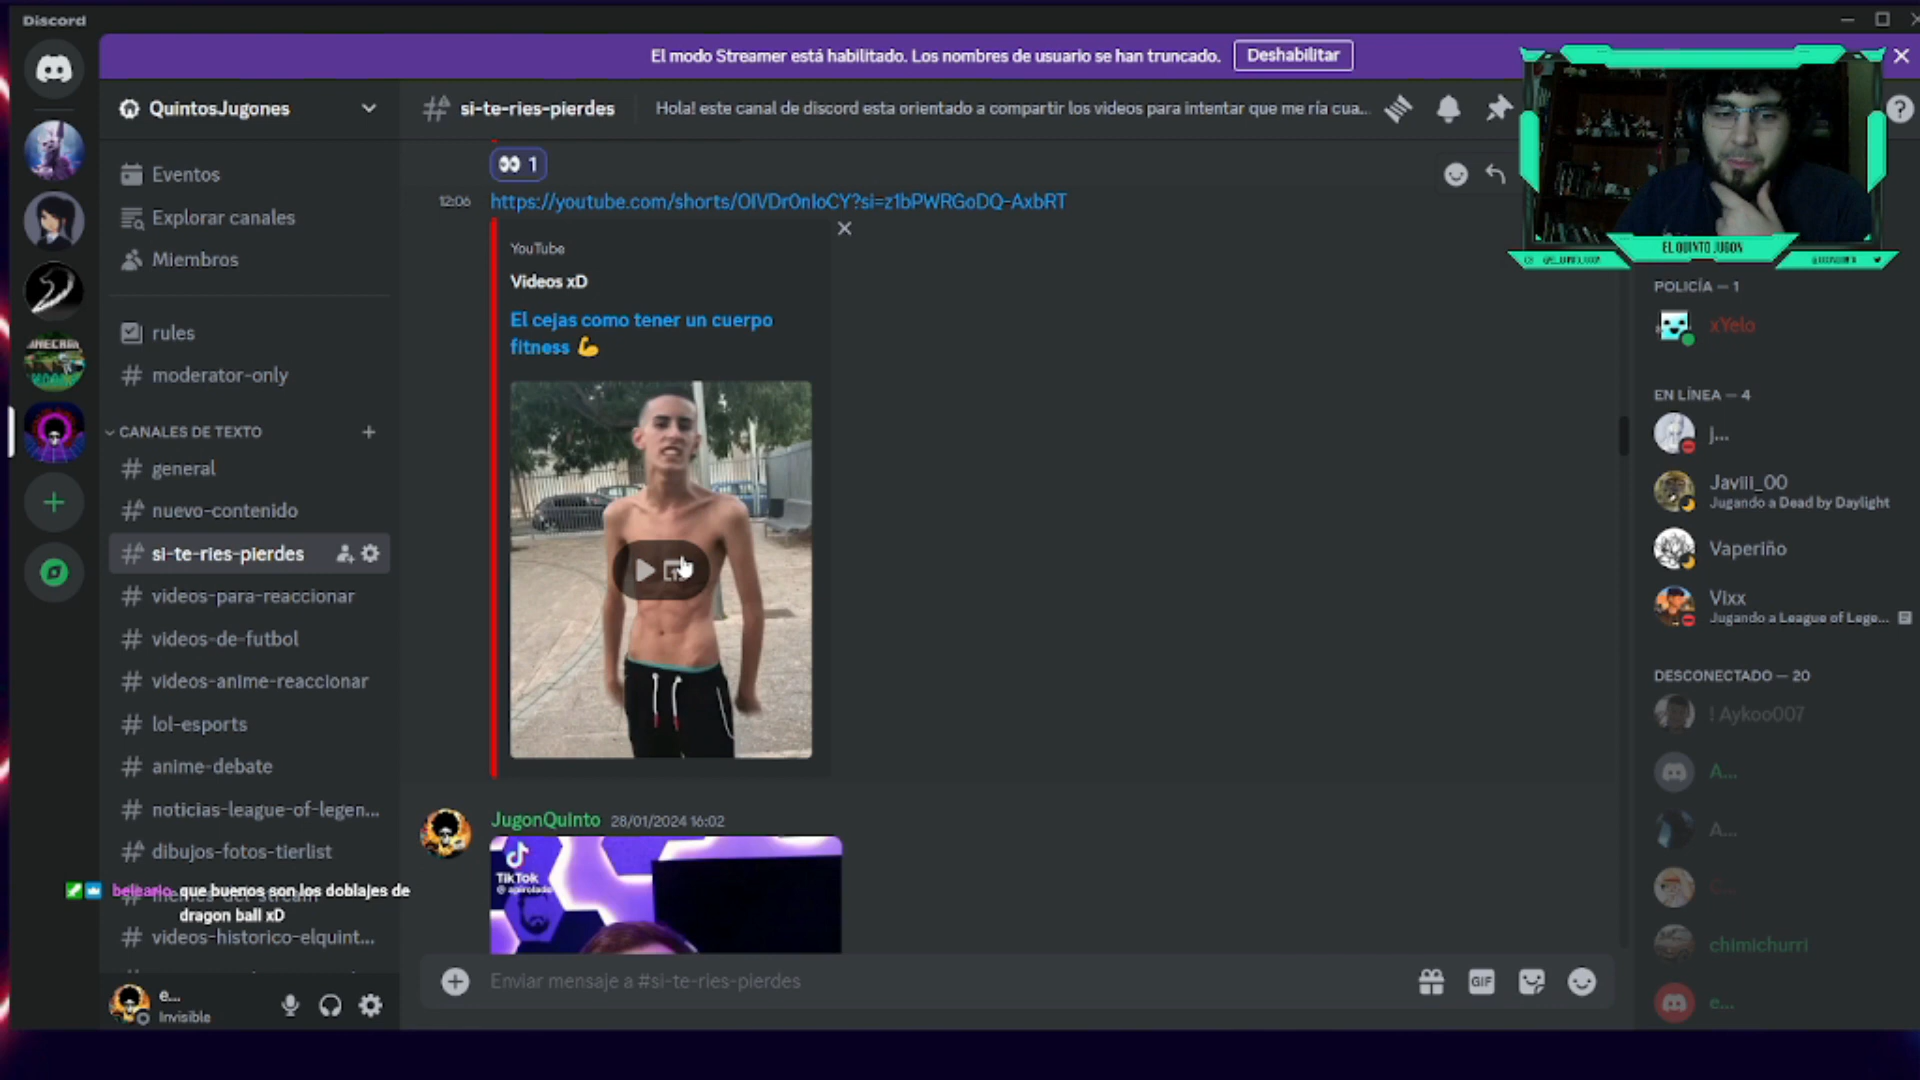 Discord
El modo Streamer está habilitado. Los nombres de usuario se han truncado.
Deshabilitar
QuintosJugones
si-te-ries-pierdes
Hola! este canal de discord esta orientado a compartir los videos para intentar que me ría cua...
Eventos
Explorar canales
Miembros
rules
moderator-only
CANALES DE TEXTO
general
nuevo-contenido
si-te-ries-pierdes
videos-para-reaccionar
videos-de-futbol
videos-anime-reaccionar
lol-esports
anime-debate
noticias-league-of-legen...
dibujos-fotos-tierlist
que buenos son los doblajes de
dragon ball xD
videos-historico-elquint...
e...
Invisible
1
12:06
https://youtube.com/shorts/OIVDr0nIoCY?si=z1bPWRGoDQ-AxbRT
YouTube
Videos xD
El cejas como tener un cuerpo
fitness 💪
JugonQuinto 28/01/2024 16:02
TikTok
Enviar mensaje a #si-te-ries-pierdes
GIF
EL QUINTO JUGON
POLICÍA — 1
xYelo
EN LÍNEA — 4
j...
Javiii_00
Jugando a Dead by Daylight
Vaperiño
Vixx
Jugando a League of Lege...
DESCONECTADO — 20
! Aykoo007
A...
A...
C...
chimichurri
e...